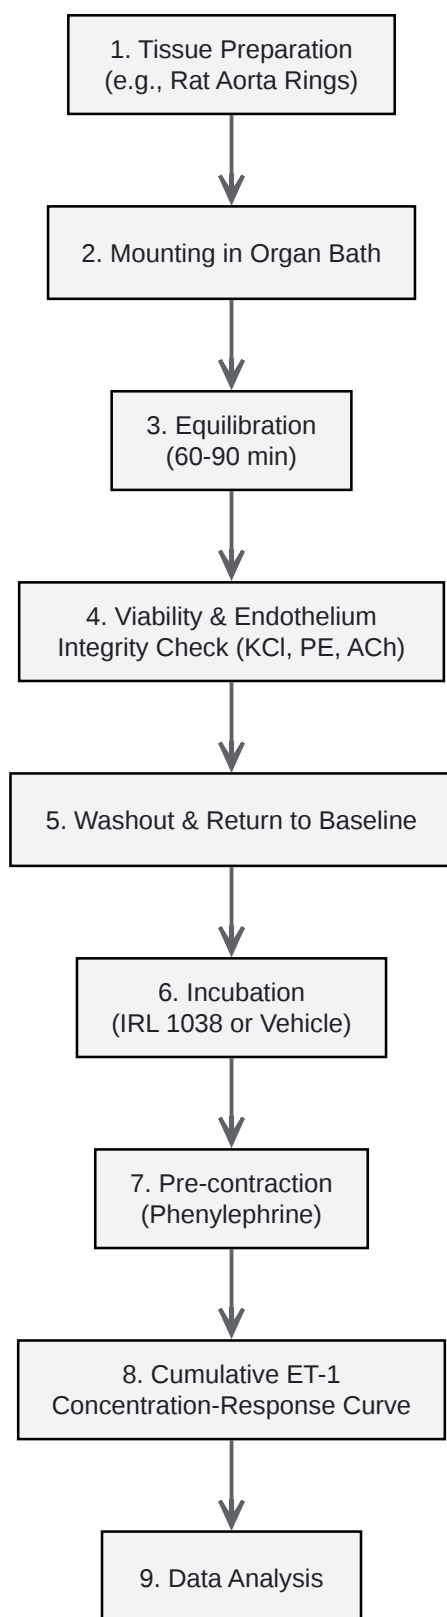 1. Tissue Preparation
(e.g., Rat Aorta Rings)
2. Mounting in Organ Bath
3. Equilibration
(60-90 min)
4. Viability & Endothelium
Integrity Check (KCl, PE, ACh)
5. Washout & Return to Baseline
6. Incubation
(IRL 1038 or Vehicle)
7. Pre-contraction
(Phenylephrine)
8. Cumulative ET-1
Concentration-Response Curve
9. Data Analysis